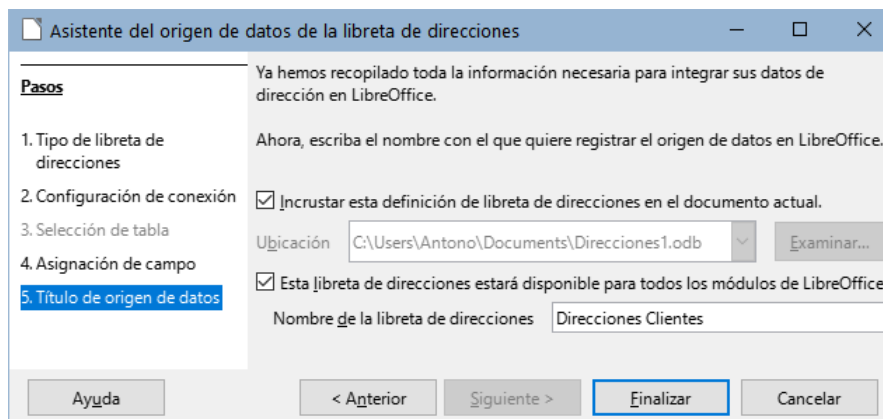 Asistente del origen de datos de la libreta de direcciones
Pasos
1. Tipo de libreta de
direcciones
2. Configuración de conexión
3. Selección de tabla
4. Asignación de campo
5. Título de origen de datos
Ya hemos recopilado toda la información necesaria para integrar sus datos de
dirección en LibreOffice.
Ahora, escriba el nombre con el que quiere registrar el origen de datos en LibreOffice.
Incrustar esta definición de libreta de direcciones en el documento actual.
Ubicación C:\Users\Antono\Documents\Direcciones1.odb Examinar...
Esta libreta de direcciones estará disponible para todos los módulos de LibreOffice
Nombre de la libreta de direcciones Direcciones Clientes
Ayuda < Anterior Siguiente > Finalizar Cancelar